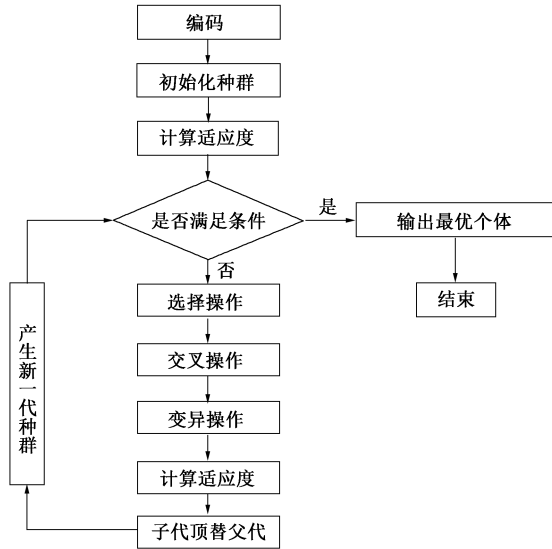 编码
初始化种群
计算适应度
是否满足条件
是
输出最优个体
结束
否
选择操作
交叉操作
变异操作
计算适应度
子代顶替父代
产生新一代种群